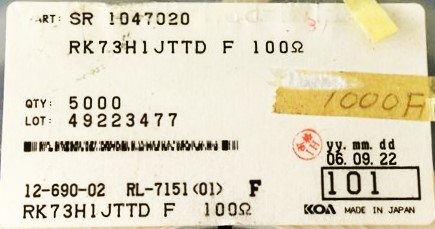 ART: SR 1047020
RK73H1JTTD F 100Ω
1000F
QTY: 5000
LOT: 49223477
yy. mm. dd
06. 09. 22
12-690-02 RL-7151(01) F
101
RK73H1JTTD F 100Ω
KOA MADE IN JAPAN